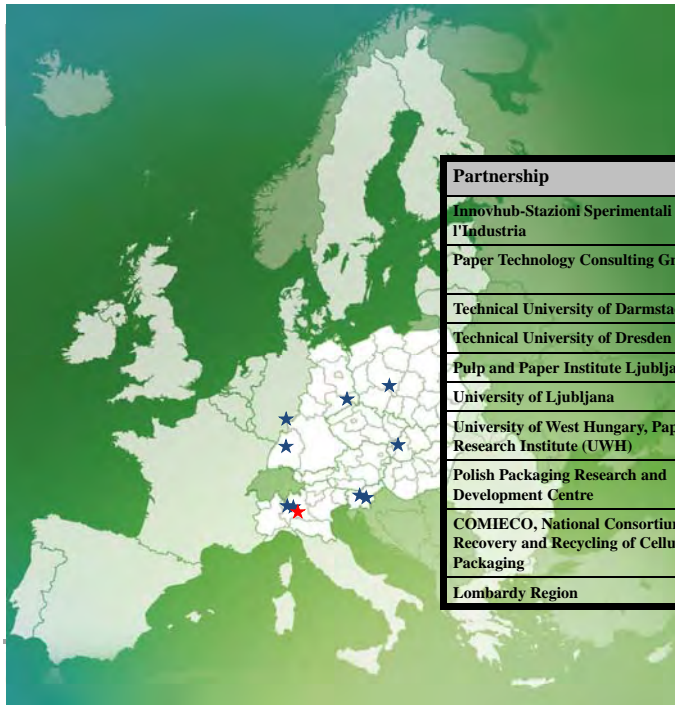 Partnership
Innovhub-Stazioni Sperimentali
l'Industria
Paper Technology Consulting
Technical University of
Technical University of Dresden
Pulp and Paper Institute
University of Ljubljana
University of West Hungary,
Research Institute (UWH)
Polish Packaging Research and
Development Centre
COMIECO, National
Recovery and Recycling of
Packaging
Lombardy Region